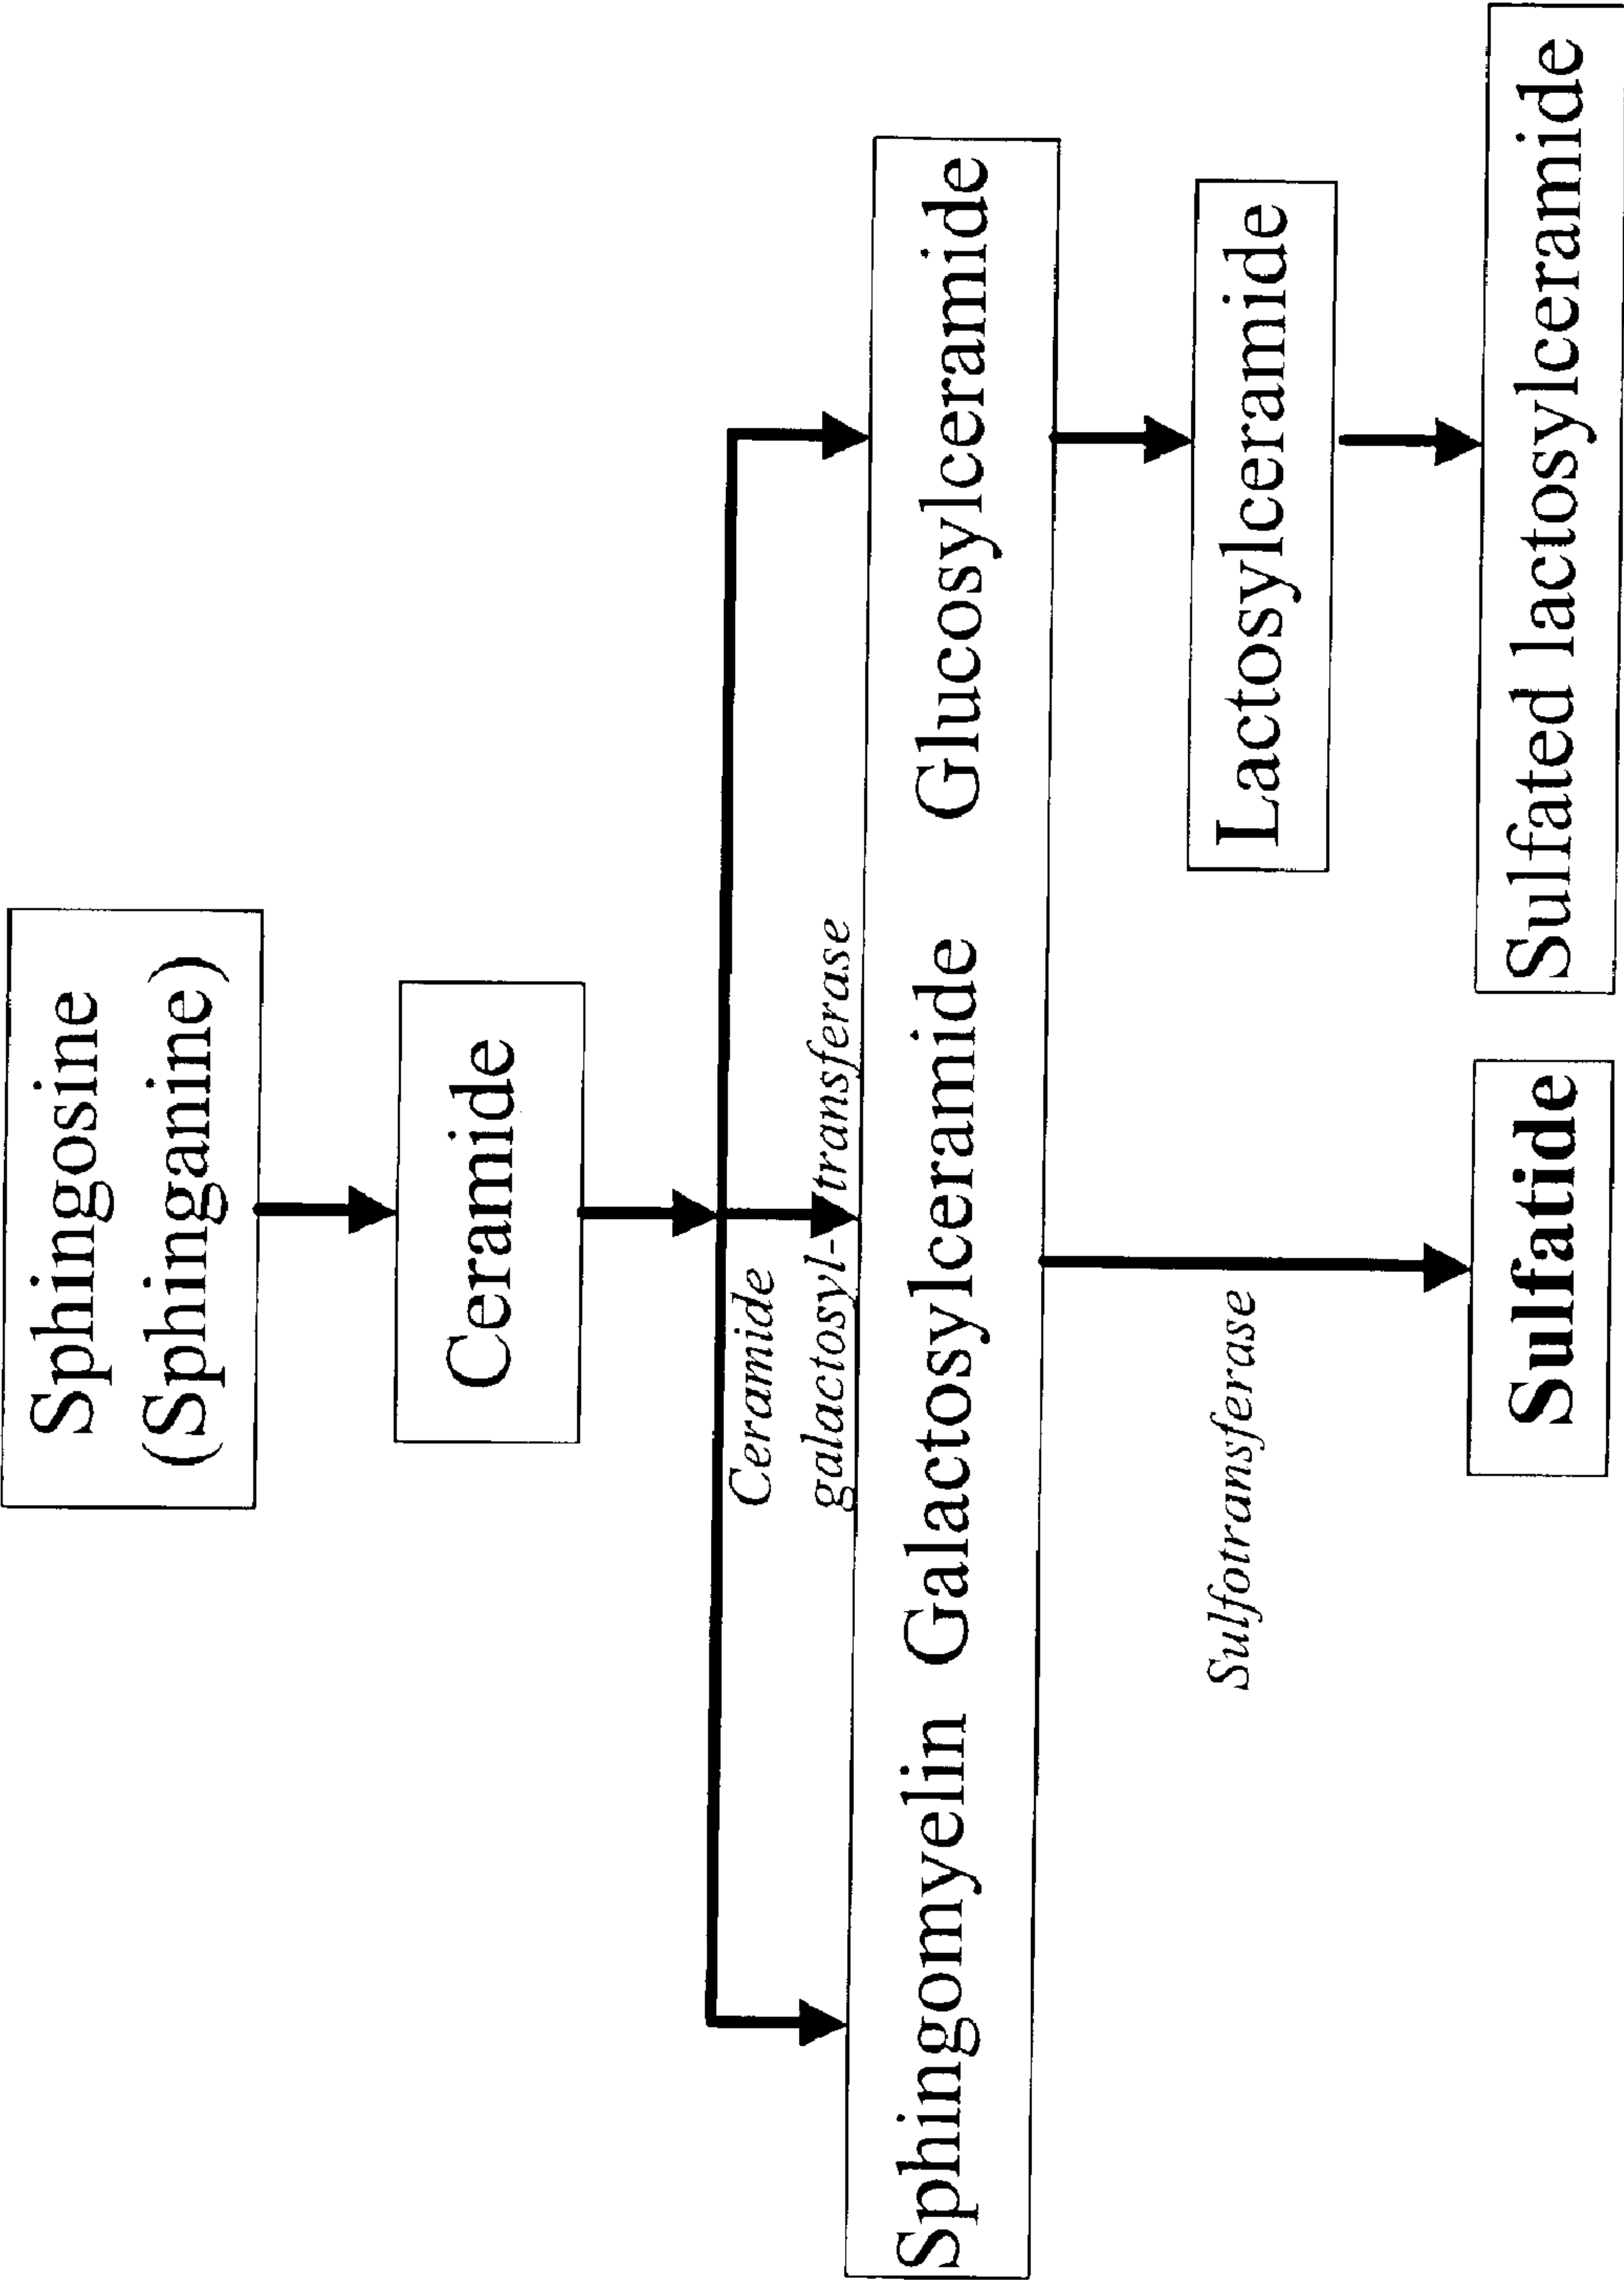 Sphingosine
(Sphinganine)
Ceramide
Ceramide
galactosyl-transferase
Sphingomyelin Galactosylceramide Glucosylceramide
Sulfotransferase
Lactosylceramide
Sulfatide
Sulfated lactosylceramide